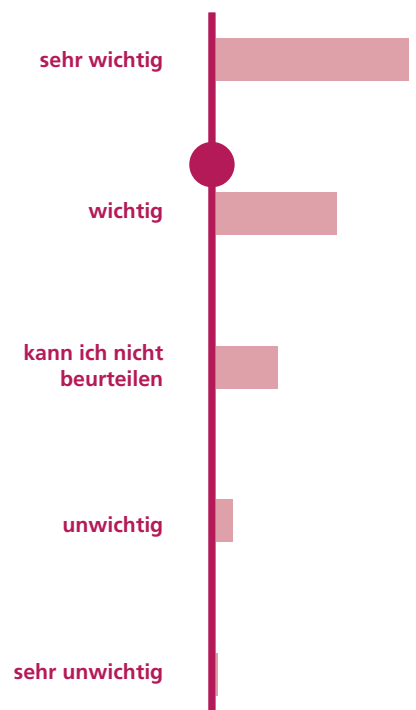 sehr wichtig
wichtig
kann ich nicht
beurteilen
unwichtig
sehr unwichtig